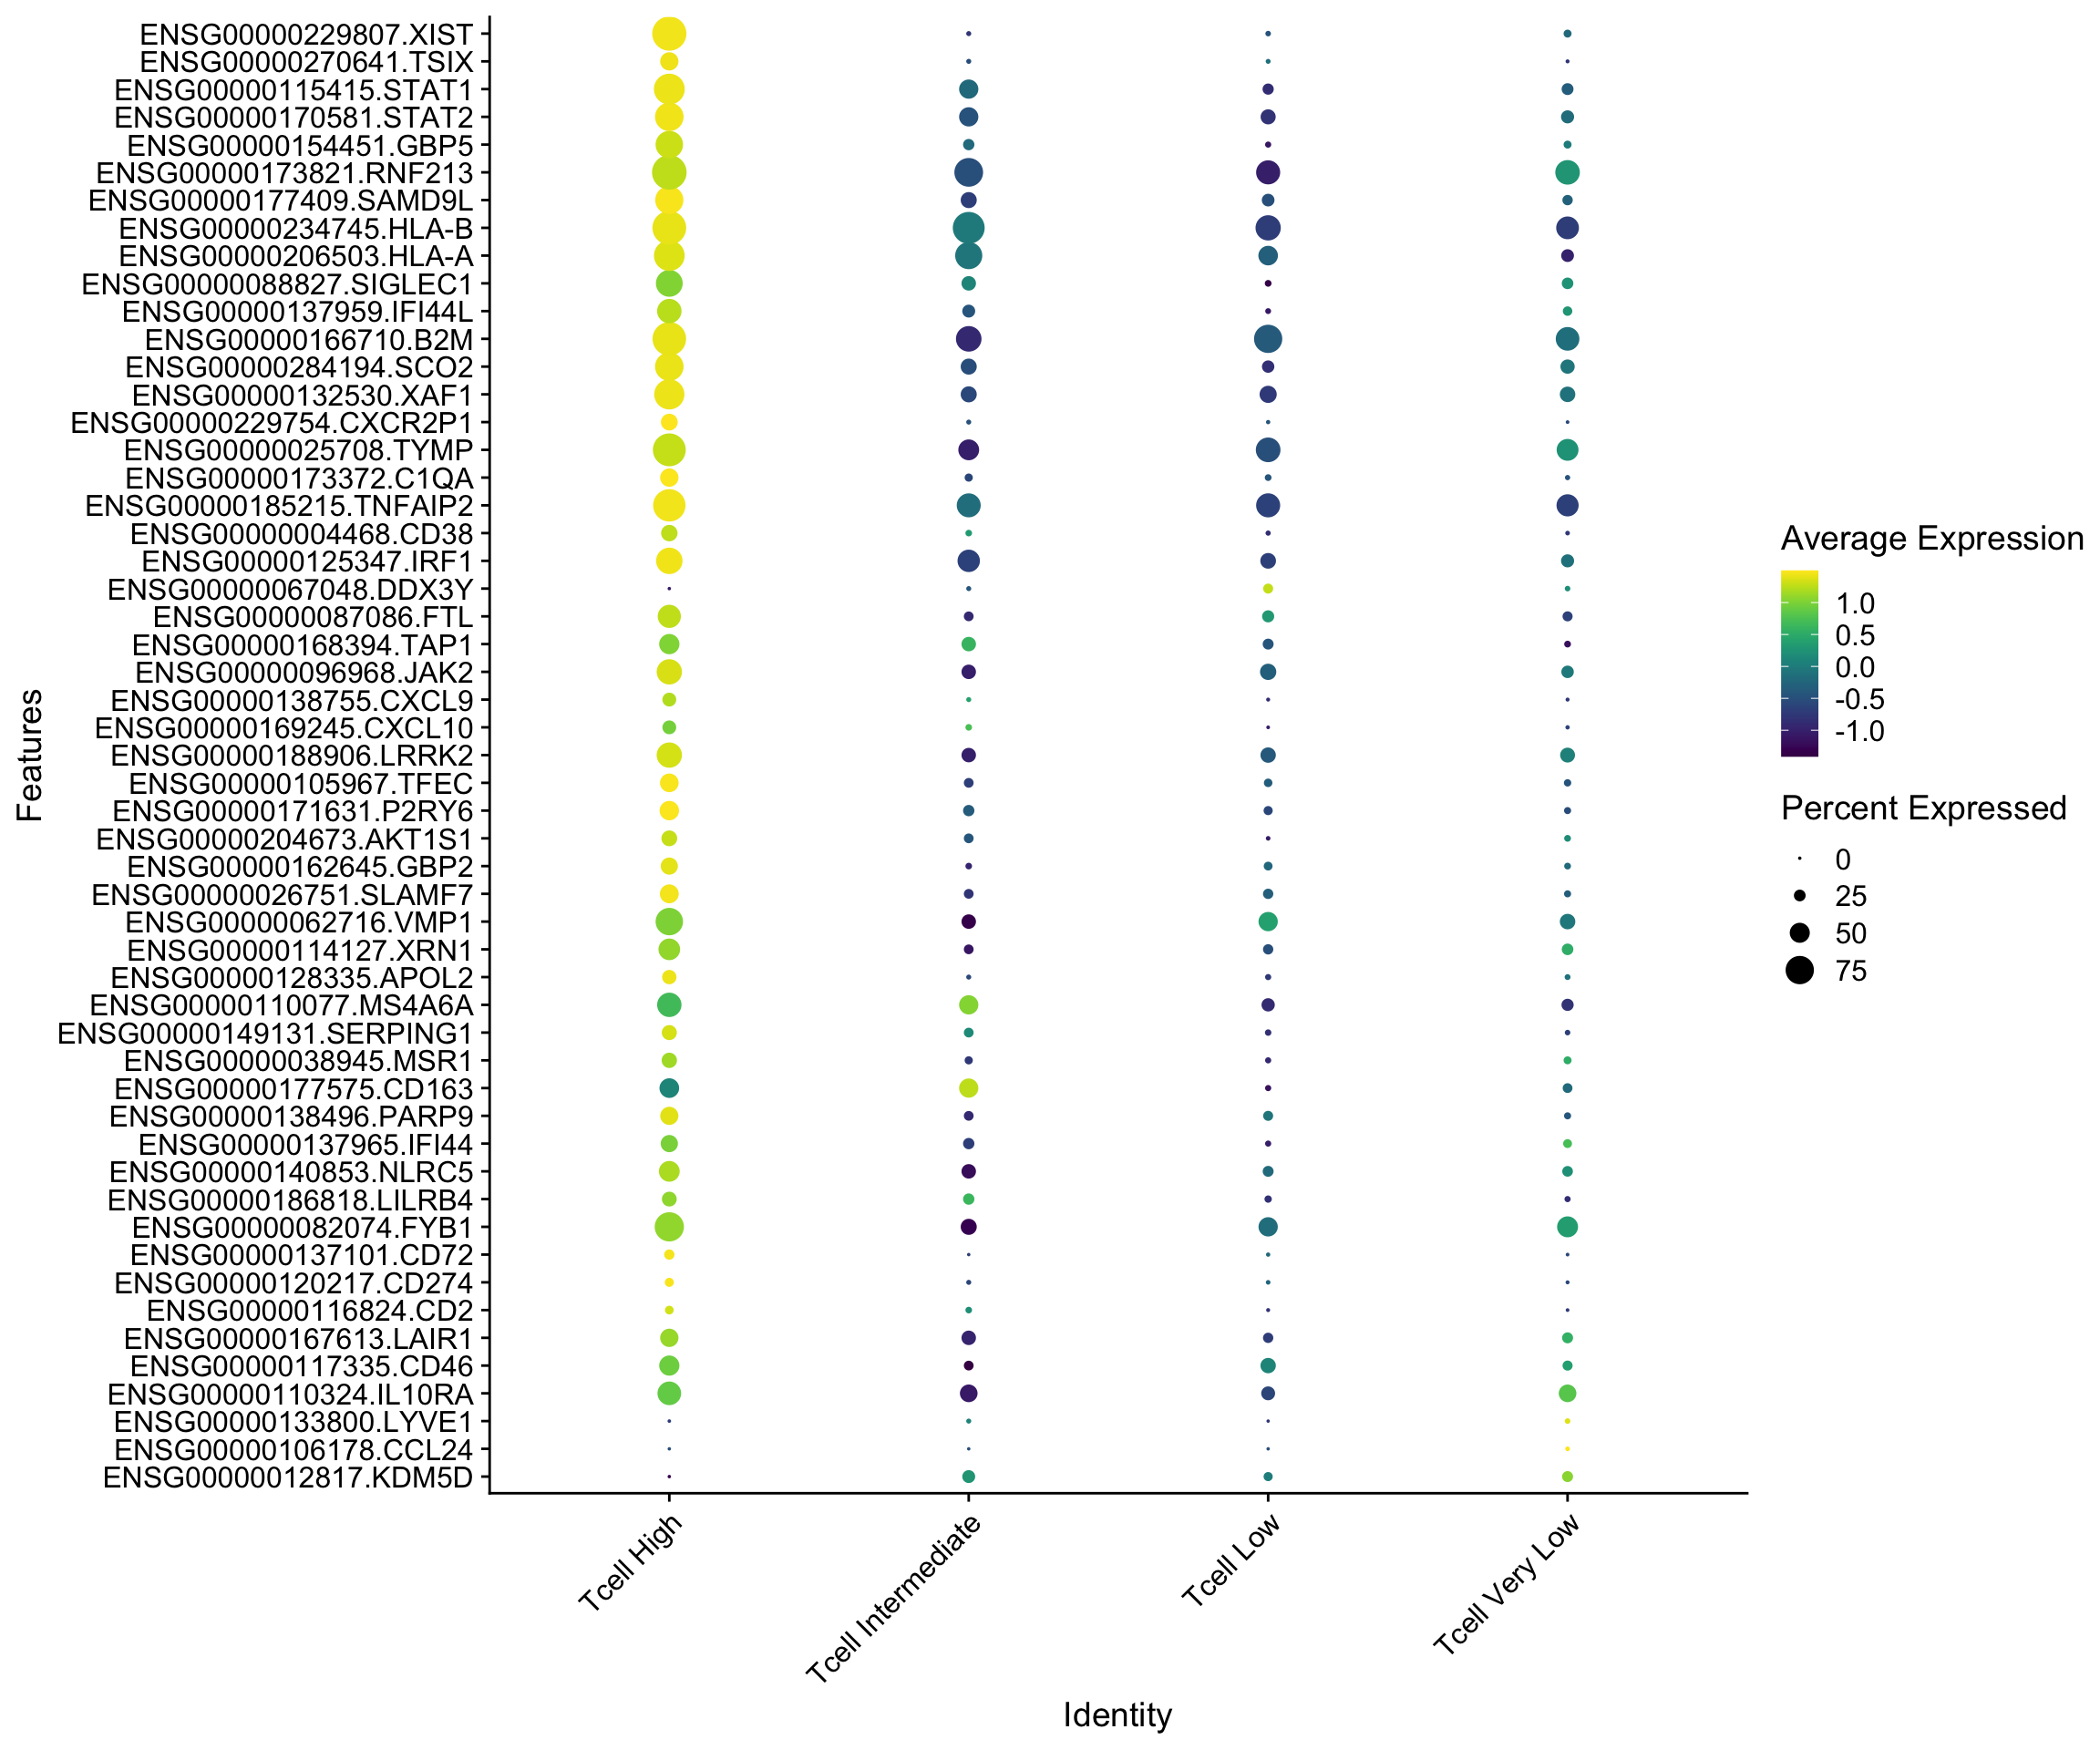 Features
ENSG00000229807.XIST
ENSG00000270641.TSIX
ENSG00000115415.STAT1
ENSG00000170581.STAT2
ENSG00000154451.GBP5
ENSG00000173821.RNF213
ENSG00000177409.SAMD9L
ENSG00000234745.HLA-B
ENSG00000206503.HLA-A
ENSG00000088827.SIGLEC1
ENSG00000137959.IFI44L
ENSG00000166710.B2M
ENSG00000284194.SCO2
ENSG00000132530.XAF1
ENSG00000229754.CXCR2P1
ENSG00000025708.TYMP
ENSG00000173372.C1QA
ENSG00000185215.TNFAIP2
ENSG00000004468.CD38
ENSG00000125347.IRF1
ENSG00000067048.DDX3Y
ENSG00000087086.FTL
ENSG00000168394.TAP1
ENSG00000096968.JAK2
ENSG00000138755.CXCL9
ENSG00000169245.CXCL10
ENSG00000188906.LRRK2
ENSG00000105967.TFEC
ENSG00000171631.P2RY6
ENSG00000204673.AKT1S1
ENSG00000162645.GBP2
ENSG00000026751.SLAMF7
ENSG00000062716.VMP1
ENSG00000114127.XRN1
ENSG00000128335.APOL2
ENSG00000110077.MS4A6A
ENSG00000149131.SERPING1
ENSG00000038945.MSR1
ENSG00000177575.CD163
ENSG00000138496.PARP9
ENSG00000137965.IFI44
ENSG00000140853.NLRC5
ENSG00000186818.LILRB4
ENSG00000082074.FYB1
ENSG00000137101.CD72
ENSG00000120217.CD274
ENSG00000116824.CD2
ENSG00000167613.LAIR1
ENSG00000117335.CD46
ENSG00000110324.IL10RA
ENSG00000133800.LYVE1
ENSG00000106178.CCL24
ENSG00000012817.KDM5D
Tcell High
Tcell Intermediate
Tcell Low
Tcell Very Low
Identity
Average Expression
1.0
0.5
0.0
-0.5
-1.0
Percent Expressed
0
25
50
75